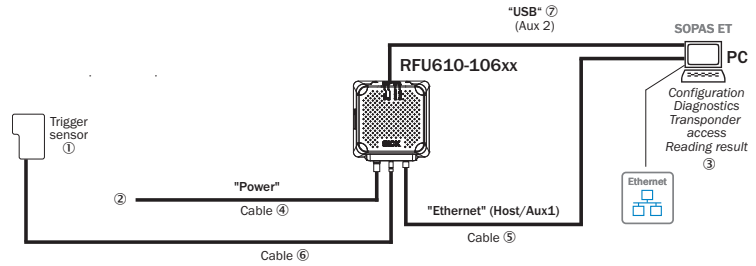 "USB" ⑦
(Aux 2)
SOPAS ET
PC
RFU610-106xx
Configuration
Diagnostics
Transponder
access
Reading result
③
Trigger
sensor
①
SICK
Ethernet
②
"Power"
Cable ④
"Ethernet" (Host/Aux1)
Cable ⑤
Cable ⑥